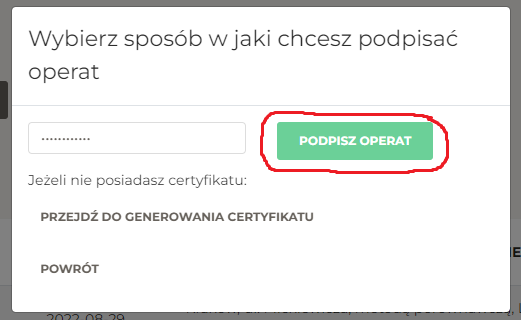 Wybierz sposób w jaki chcesz podpisać
operat
············
PODPISZ OPERAT
Jeżeli nie posiadasz certyfikatu:
PRZEJDŹ DO GENEROWANIA CERTYFIKATU
POWRÓT
2022-08-29